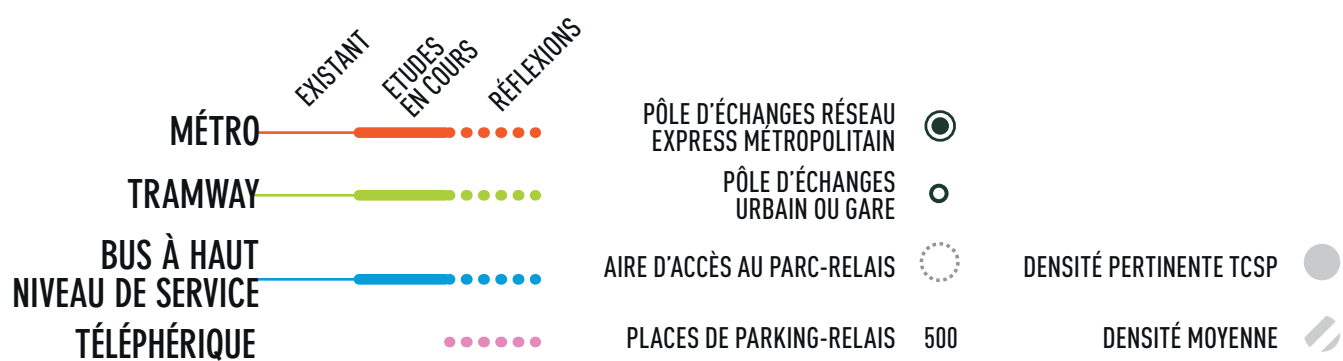 EXISTANT
ETUDES
EN COURS
RÉFLEXIONS
MÉTRO
TRAMWAY
BUS À HAUT
NIVEAU DE SERVICE
TÉLÉPHÉRIQUE
PÔLE D'ÉCHANGES RÉSEAU
EXPRESS MÉTROPOLITAIN
PÔLE D'ÉCHANGES
URBAIN OU GARE
AIRE D'ACCÈS AU PARC-RELAIS
PLACES DE PARKING-RELAIS 500
DENSITÉ PERTINENTE TCSP
DENSITÉ MOYENNE